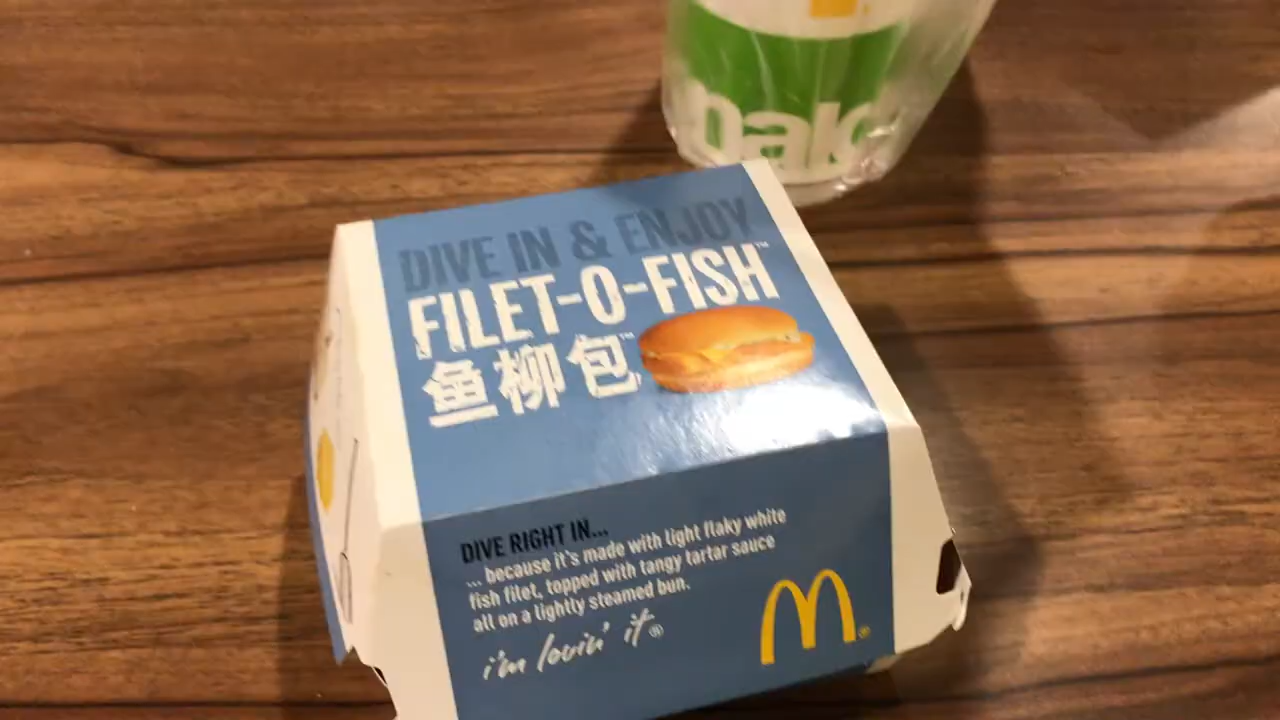 DIVE IN & ENJOY
FILET-O-FISH™
鱼柳包™
DIVE RIGHT IN...
... because it's made with light flaky white
fish filet, topped with tangy tartar sauce
all on a lightly steamed bun.
i'm lovin' it®